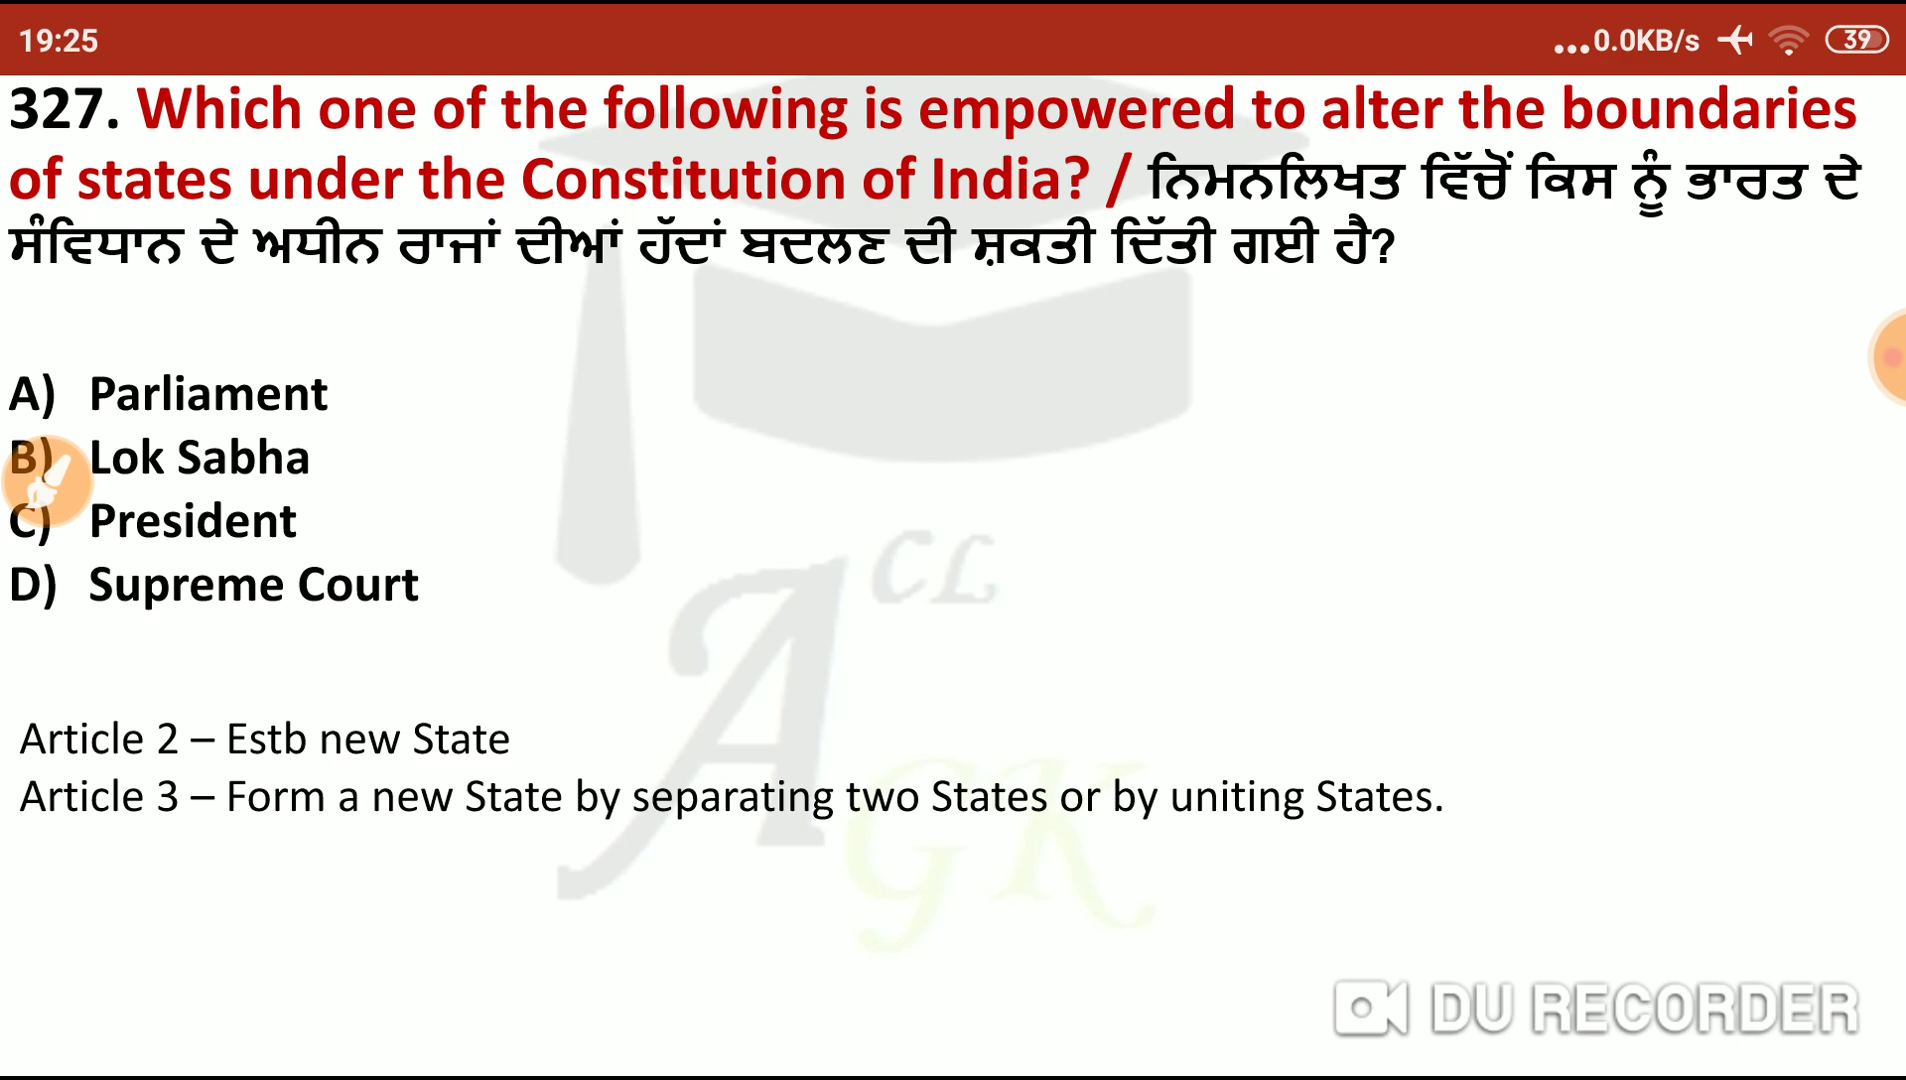 19:25
...0.0KB/s
39
327. Which one of the following is empowered to alter the boundaries
of states under the Constitution of India? / ਨਿਮਨਲਿਖਤ ਵਿੱਚੋਂ ਕਿਸ ਨੂੰ ਭਾਰਤ ਦੇ
ਸੰਵਿਧਾਨ ਦੇ ਅਧੀਨ ਰਾਜਾਂ ਦੀਆਂ ਹੱਦਾਂ ਬਦਲਣ ਦੀ ਸ਼ਕਤੀ ਦਿੱਤੀ ਗਈ ਹੈ?
A) Parliament
B) Lok Sabha
C) President
D) Supreme Court
A CL
GK
Article 2 – Estb new State
Article 3 – Form a new State by separating two States or by uniting States.
DU RECORDER